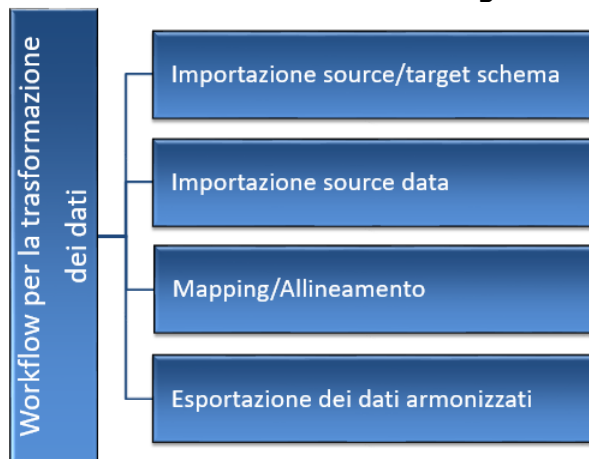 Workflow per la trasformazione
dei dati
Importazione source/target schema
Importazione source data
Mapping/Allineamento
Esportazione dei dati armonizzati